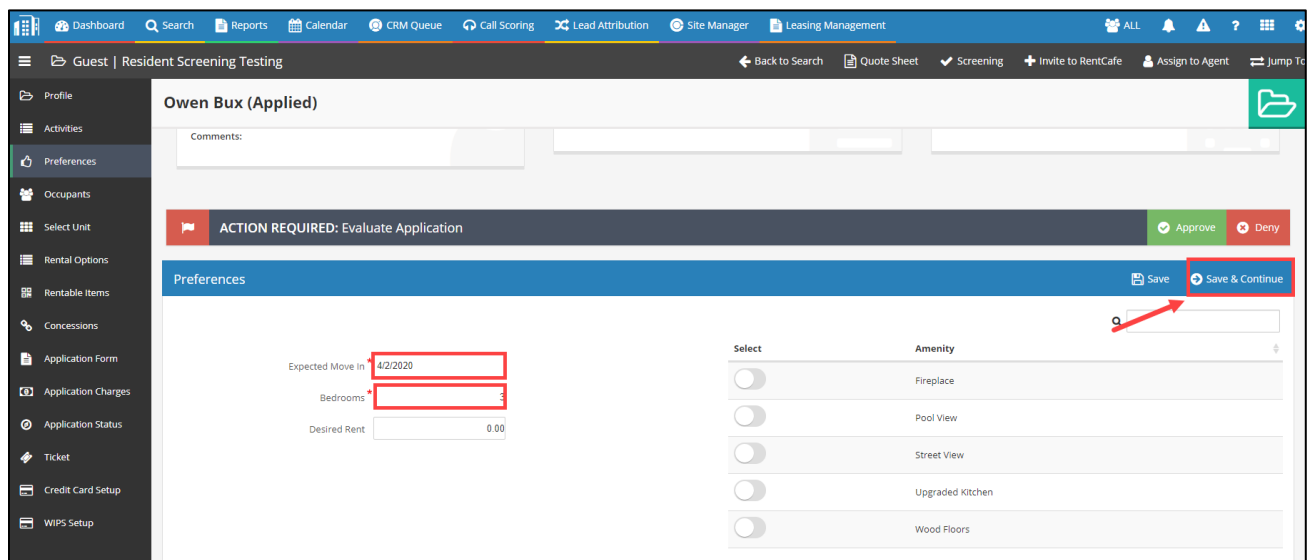 Dashboard Search Reports Calendar CRM Queue Call Scoring Lead Attribution Site Manager Leasing Management ALL ?
Guest | Resident Screening Testing Back to Search Quote Sheet Screening Invite to RentCafe Assign to Agent Jump To
Profile
Activities
Preferences
Occupants
Select Unit
Rental Options
Rentable Items
Concessions
Application Form
Application Charges
Application Status
Ticket
Credit Card Setup
WIPS Setup
Owen Bux (Applied)
Comments:
ACTION REQUIRED: Evaluate Application Approve Deny
Preferences Save Save & Continue
Expected Move In * 4/2/2020
Bedrooms * 3
Desired Rent 0.00
Select Amenity
Fireplace
Pool View
Street View
Upgraded Kitchen
Wood Floors